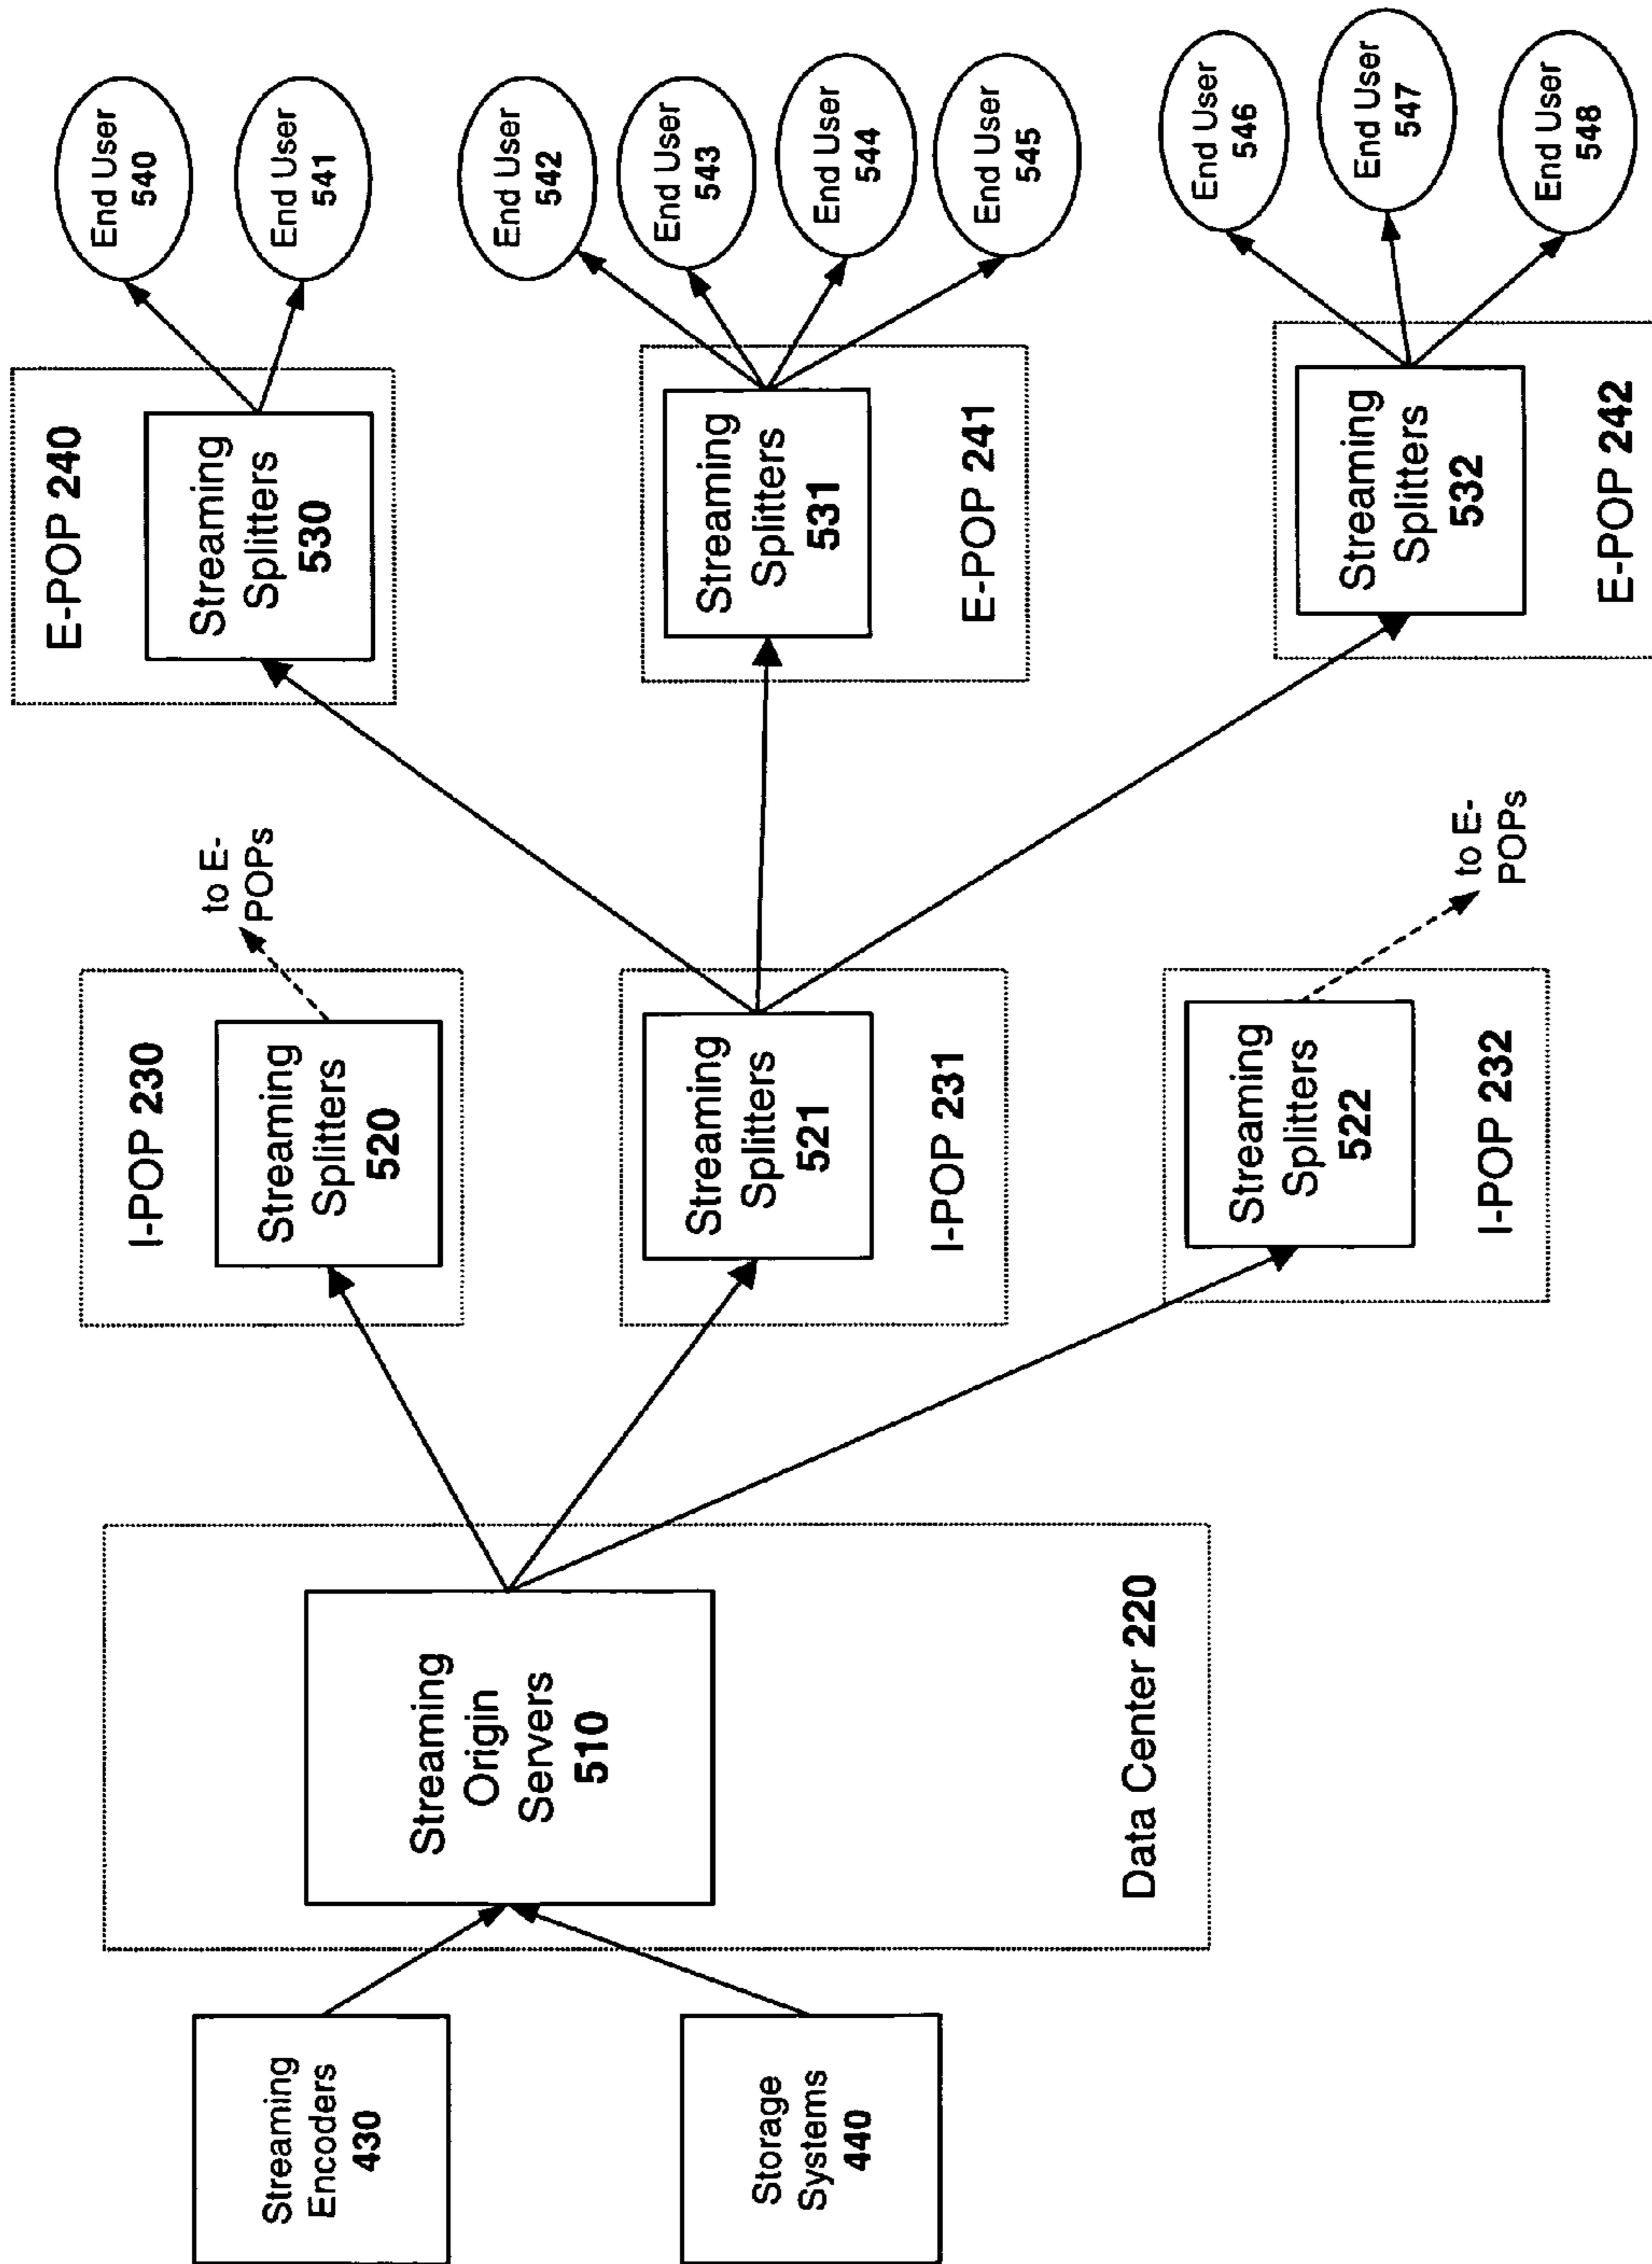 Streaming
Encoders
430
Storage
Systems
440
Streaming
Origin
Servers
510
Data Center 220
I-POP 230
Streaming
Splitters
520
to E-
POPs
Streaming
Splitters
521
I-POP 231
Streaming
Splitters
522
I-POP 232
to E-
POPs
E-POP 240
Streaming
Splitters
530
Streaming
Splitters
531
E-POP 241
Streaming
Splitters
532
E-POP 242
End User
540
End User
541
End User
542
End User
543
End User
544
End User
545
End User
546
End User
547
End User
548